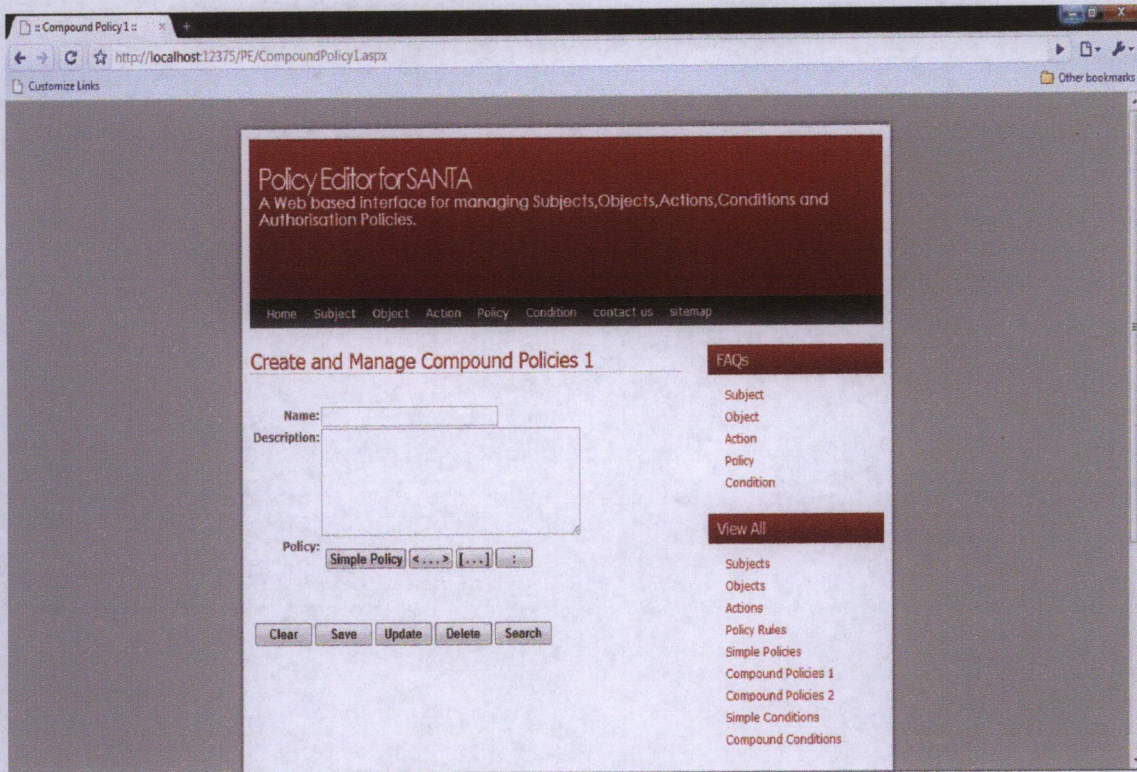 :: Compound Policy1 ::
http://localhost:12375/PE/CompoundPolicy1.aspx
Customize Links
Other bookmarks
Policy Editor for SANTA
A Web based interface for managing Subjects,Objects,Actions,Conditions and
Authorisation Policies.
Home Subject Object Action Policy Condition contact us sitemap
Create and Manage Compound Policies 1
Name:
Description:
Policy:
Simple Policy <...> [...] ;
Clear Save Update Delete Search
FAQs
Subject
Object
Action
Policy
Condition
View All
Subjects
Objects
Actions
Policy Rules
Simple Policies
Compound Policies 1
Compound Policies 2
Simple Conditions
Compound Conditions